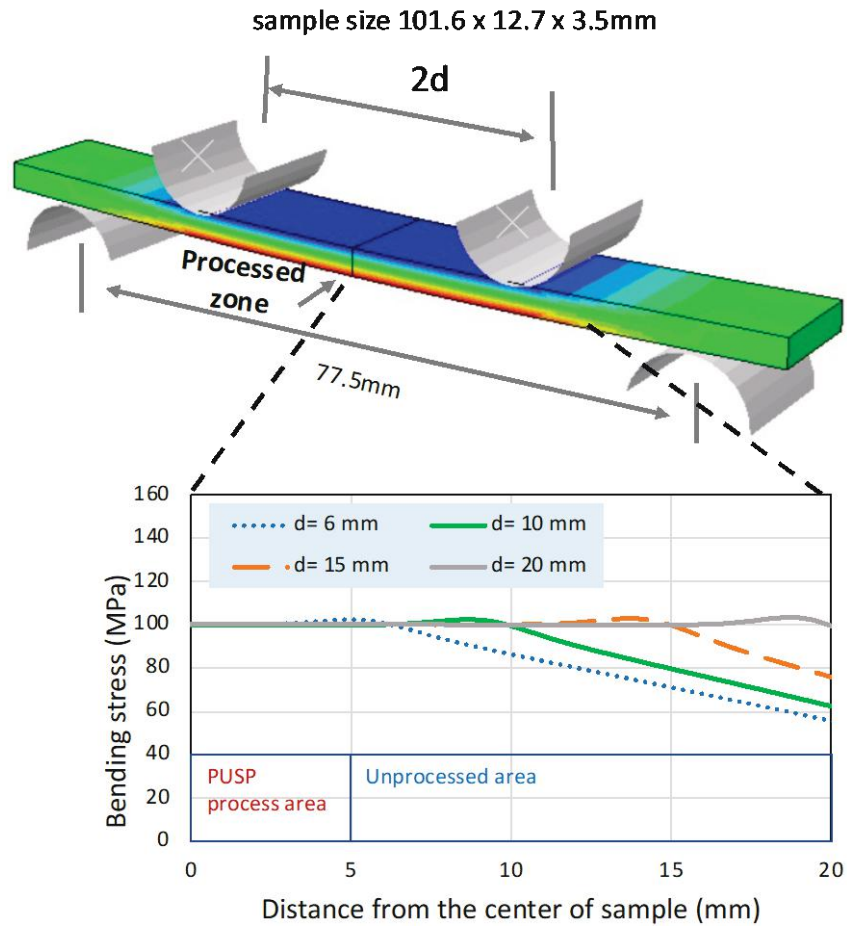 sample size 101.6 x 12.7 x 3.5mm
2d
Processed
zone
77.5mm
160
140
120
100
80
60
40
20
0
Bending stress (MPa)
d= 6 mm
d= 10 mm
d= 15 mm
d= 20 mm
PUSP
process area
Unprocessed area
0
5
10
15
20
Distance from the center of sample (mm)